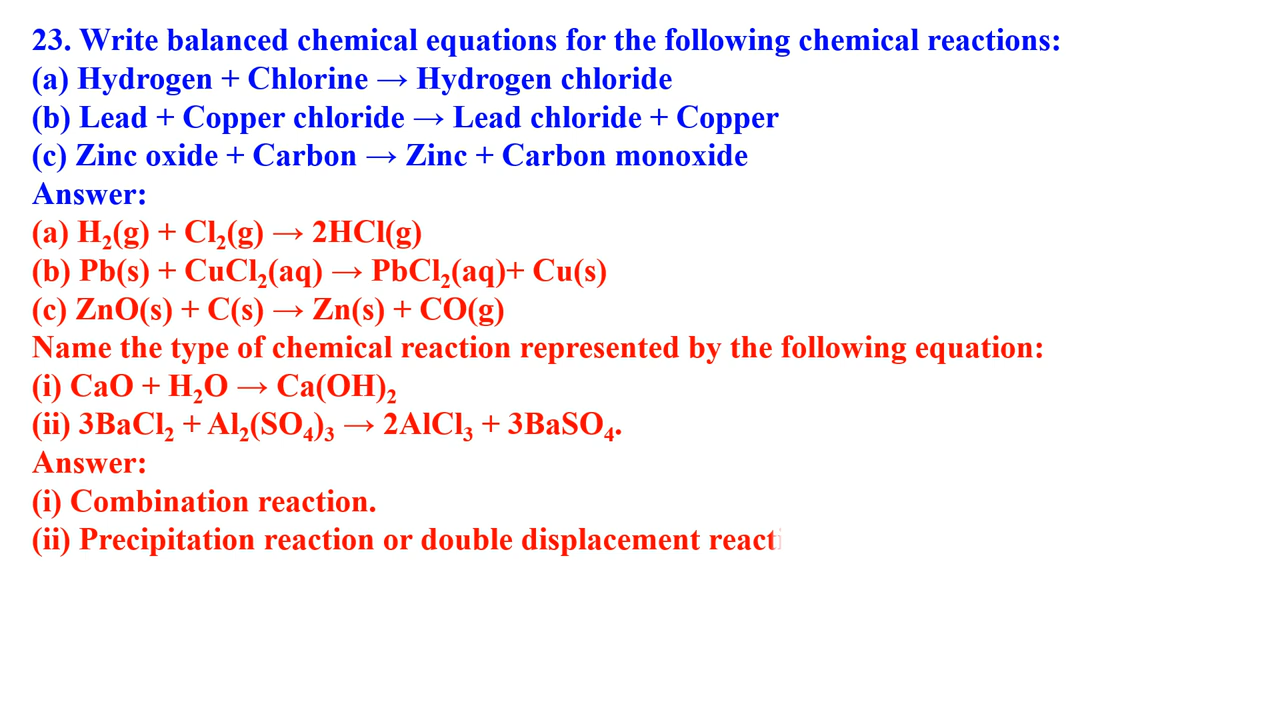 23. Write balanced chemical equations for the following chemical reactions:
(a) Hydrogen + Chlorine → Hydrogen chloride
(b) Lead + Copper chloride → Lead chloride + Copper
(c) Zinc oxide + Carbon → Zinc + Carbon monoxide
Answer:
(a) H₂(g) + Cl₂(g) → 2HCl(g)
(b) Pb(s) + CuCl₂(aq) → PbCl₂(aq)+ Cu(s)
(c) ZnO(s) + C(s) → Zn(s) + CO(g)
Name the type of chemical reaction represented by the following equation:
(i) CaO + H₂O → Ca(OH)₂
(ii) 3BaCl₂ + Al₂(SO₄)₃ → 2AlCl₃ + 3BaSO₄.
Answer:
(i) Combination reaction.
(ii) Precipitation reaction or double displacement react